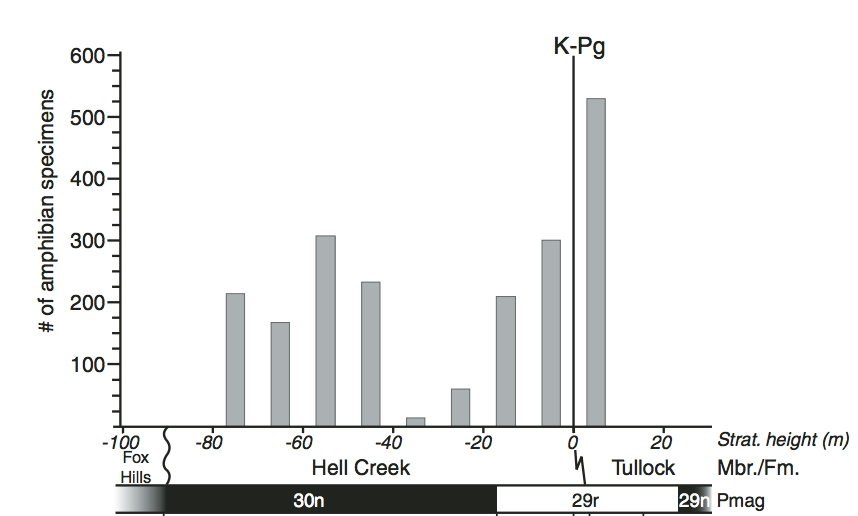 K-Pg
600
500
400
300
200
100
# of amphibian specimens
-100 -80 -60 -40 -20 0 20 Strat. height (m)
Fox
Hills
Hell Creek Tullock Mbr./Fm.
30n 29r 29n Pmag